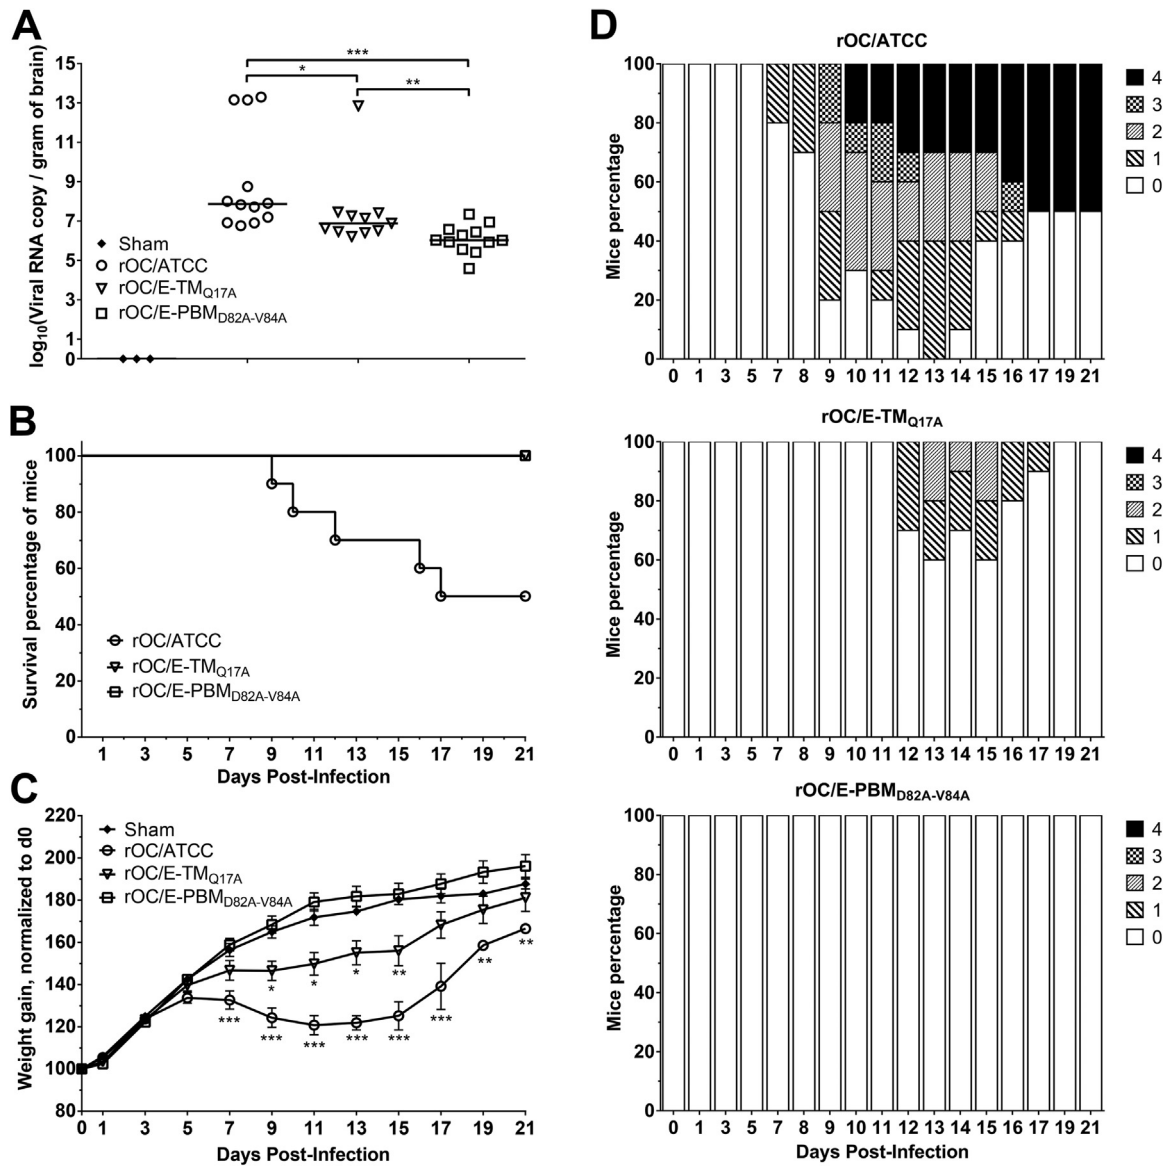 A
log10(Viral RNA copy / gram of brain)
15
13
11
9
7
5
3
1
0
***
*
**
Sham
rOC/ATCC
rOC/E-TMQ17A
rOC/E-PBMD82A-V84A
B
Survival percentage of mice
100
80
60
40
20
0
rOC/ATCC
rOC/E-TMQ17A
rOC/E-PBMD82A-V84A
1 3 5 7 9 11 13 15 17 19 21
Days Post-Infection
C
Weight gain, normalized to d0
220
200
180
160
140
120
100
80
Sham
rOC/ATCC
rOC/E-TMQ17A
rOC/E-PBMD82A-V84A
* * * **
*** *** *** *** *** *** ** **
0 1 3 5 7 9 11 13 15 17 19 21
Days Post-Infection
D
rOC/ATCC
Mice percentage
100
80
60
40
20
0
4
3
2
1
0
0 1 3 5 7 8 9 10 11 12 13 14 15 16 17 19 21
rOC/E-TMQ17A
Mice percentage
100
80
60
40
20
0
4
3
2
1
0
0 1 3 5 7 8 9 10 11 12 13 14 15 16 17 19 21
rOC/E-PBMD82A-V84A
Mice percentage
100
80
60
40
20
0
4
3
2
1
0
0 1 3 5 7 8 9 10 11 12 13 14 15 16 17 19 21
Days Post-Infection